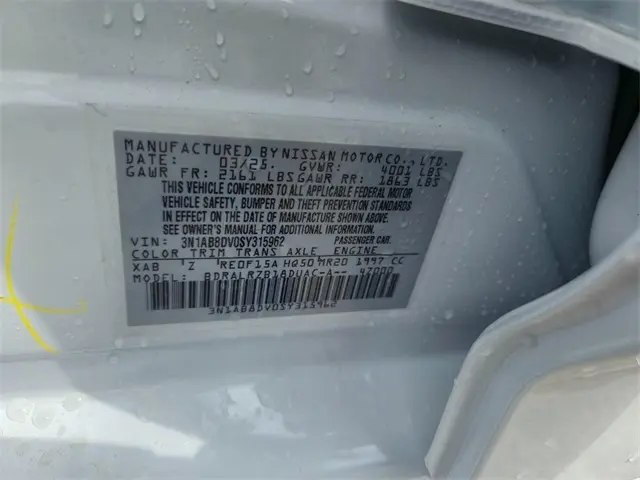 MANUFACTURED BY NISSAN MOTOR CO., LTD.
DATE: 03/25. GVWR: 4001 LBS
GAWR FR: 2161 LBS GAWR RR: 1863 LBS
THIS VEHICLE CONFORMS TO ALL APPLICABLE FEDERAL MOTOR
VEHICLE SAFETY, BUMPER AND THEFT PREVENTION STANDARDS
IN EFFECT ON THE DATE OF MANUFACTURE SHOWN ABOVE.
SEE OWNER'S MANUAL FOR ADDITIONAL INFORMATION.
VIN: 3N1AB8DV0SY315962 PASSENGER CAR.
COLOR TRIM TRANS AXLE ENGINE
XAB Z RE0F15A HQ50 MR20 1997 CC
MODEL: BDRALRZB1ADUAC-A-- 47080
3N1AB8DV0SY315962